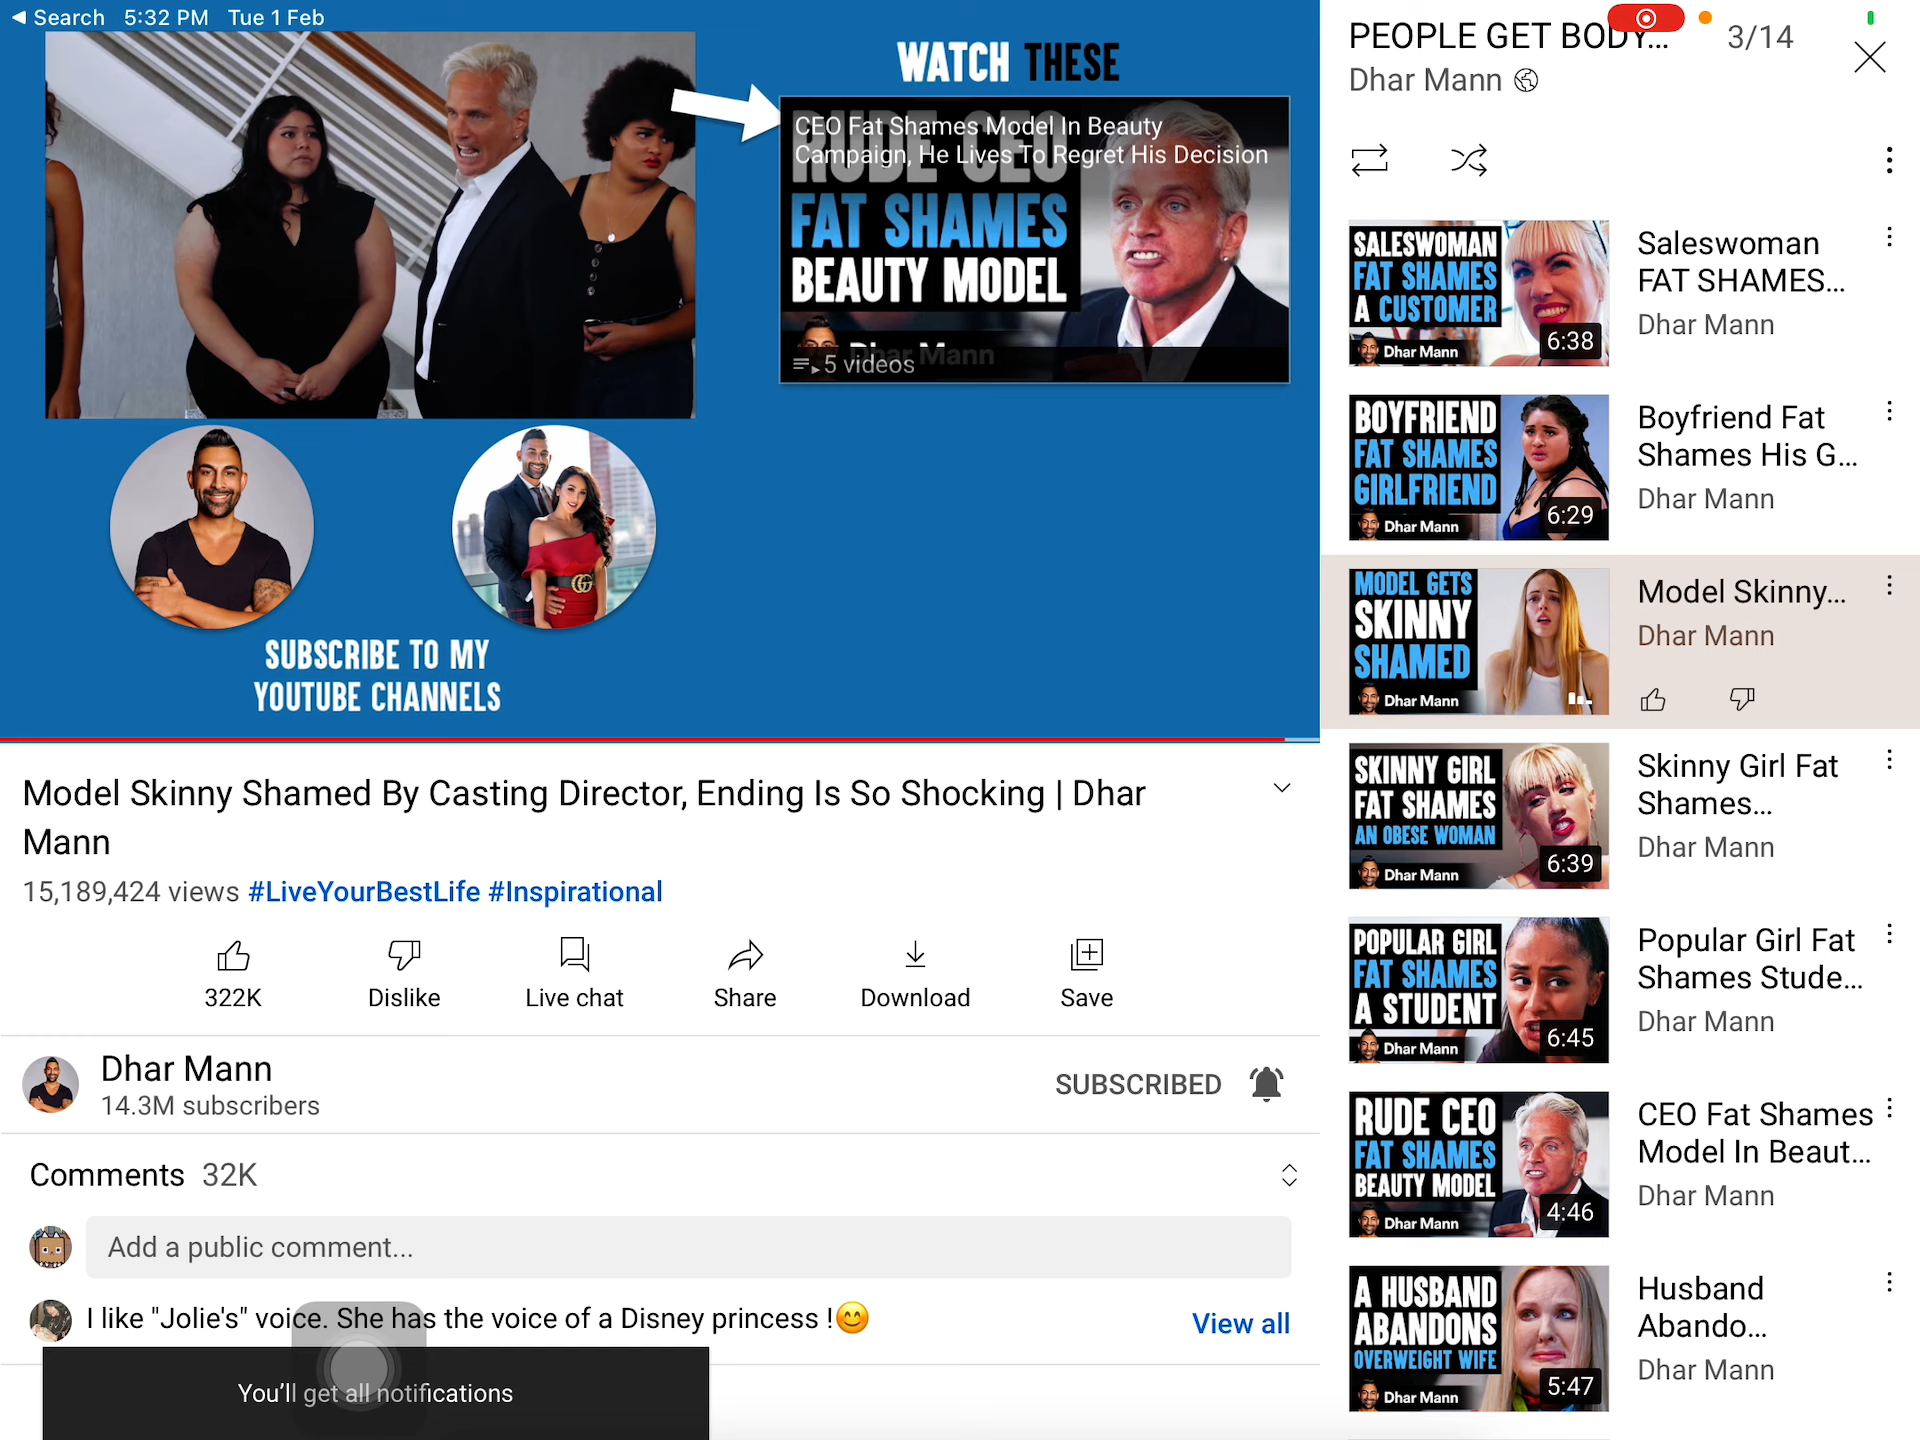 Search 5:32 PM Tue 1 Feb
WATCH THESE
CEO Fat Shames Model In Beauty
Campaign, He Lives To Regret His Decision
RUDE CEO
FAT SHAMES
BEAUTY MODEL
Dhar Mann
5 videos
SUBSCRIBE TO MY
YOUTUBE CHANNELS
Model Skinny Shamed By Casting Director, Ending Is So Shocking | Dhar
Mann
15,189,424 views #LiveYourBestLife #Inspirational
322K Dislike Live chat Share Download Save
Dhar Mann
14.3M subscribers
SUBSCRIBED
Comments 32K
Add a public comment...
I like "Jolie's" voice. She has the voice of a Disney princess !😊
View all
You'll get all notifications
PEOPLE GET BODY... 3/14
Dhar Mann
SALESWOMAN
FAT SHAMES
A CUSTOMER
Dhar Mann
6:38
Saleswoman
FAT SHAMES...
Dhar Mann
BOYFRIEND
FAT SHAMES
GIRLFRIEND
Dhar Mann
6:29
Boyfriend Fat
Shames His G...
Dhar Mann
MODEL GETS
SKINNY
SHAMED
Dhar Mann
Model Skinny...
Dhar Mann
SKINNY GIRL
FAT SHAMES
AN OBESE WOMAN
Dhar Mann
6:39
Skinny Girl Fat
Shames...
Dhar Mann
POPULAR GIRL
FAT SHAMES
A STUDENT
Dhar Mann
6:45
Popular Girl Fat
Shames Stude...
Dhar Mann
RUDE CEO
FAT SHAMES
BEAUTY MODEL
Dhar Mann
4:46
CEO Fat Shames
Model In Beaut...
Dhar Mann
A HUSBAND
ABANDONS
OVERWEIGHT WIFE
Dhar Mann
5:47
Husband
Abando...
Dhar Mann